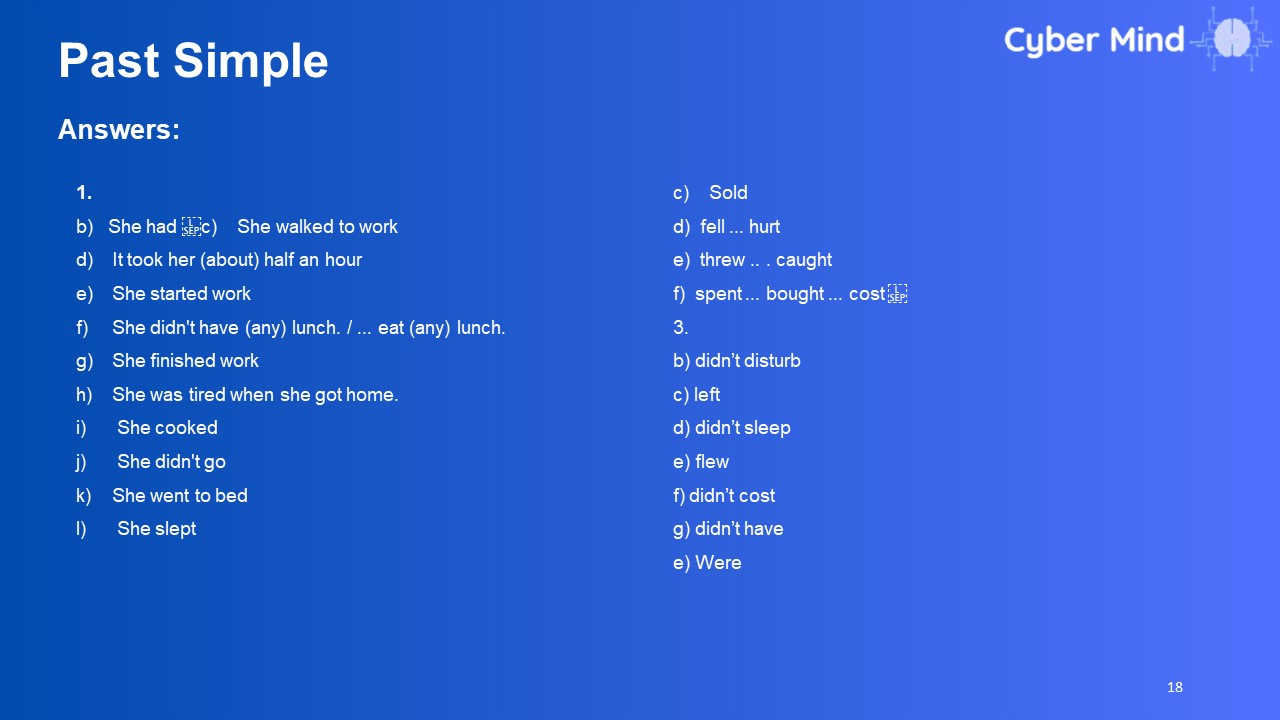 Cyber Mind
Past Simple
Answers:
1.
b) She had c) She walked to work
d) It took her (about) half an hour
e) She started work
f) She didn't have (any) lunch. / ... eat (any) lunch.
g) She finished work
h) She was tired when she got home.
i) She cooked
j) She didn't go
k) She went to bed
l) She slept
c) Sold
d) fell ... hurt
e) threw .. . caught
f) spent ... bought ... cost
3.
b) didn’t disturb
c) left
d) didn’t sleep
e) flew
f) didn’t cost
g) didn’t have
e) Were
18